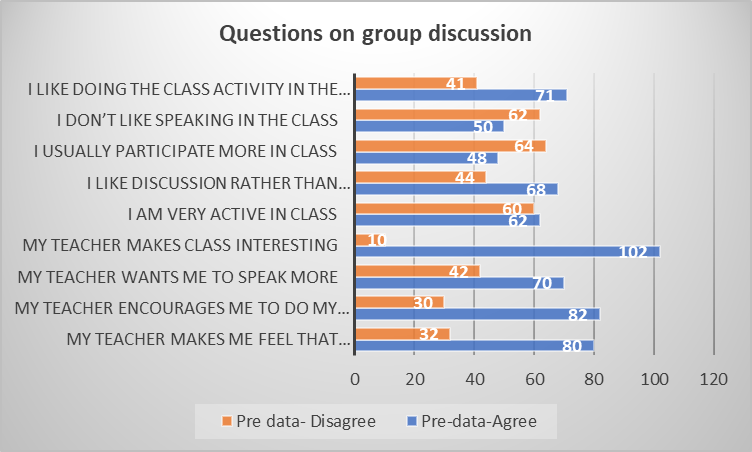 Questions on group discussion
I LIKE DOING THE CLASS ACTIVITY IN THE...
41
71
I DON'T LIKE SPEAKING IN THE CLASS
62
50
I USUALLY PARTICIPATE MORE IN CLASS
64
48
I LIKE DISCUSSION RATHER THAN...
44
68
I AM VERY ACTIVE IN CLASS
60
62
MY TEACHER MAKES CLASS INTERESTING
10
102
MY TEACHER WANTS ME TO SPEAK MORE
42
70
MY TEACHER ENCOURAGES ME TO DO MY...
30
82
MY TEACHER MAKES ME FEEL THAT...
32
80
0 20 40 60 80 100 120
Pre data- Disagree Pre-data-Agree